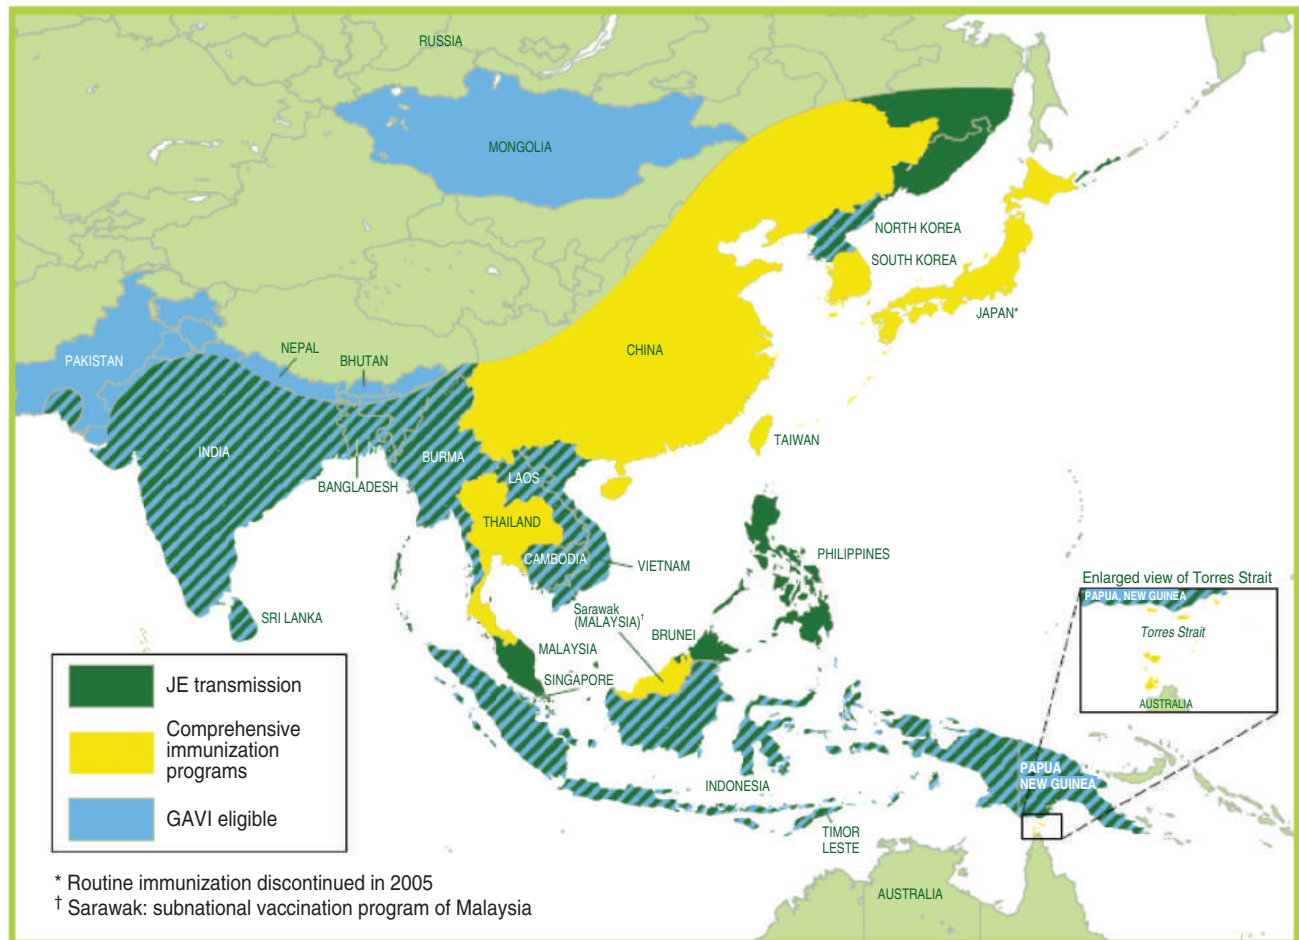 RUSSIA
MONGOLIA
NORTH KOREA
SOUTH KOREA
JAPAN*
PAKISTAN
NEPAL
BHUTAN
CHINA
TAIWAN
INDIA
BURMA
BANGLADESH
LAOS
THAILAND
CAMBODIA
VIETNAM
PHILIPPINES
SRI LANKA
Sarawak
(MALAYSIA)†
BRUNEI
MALAYSIA
SINGAPORE
INDONESIA
PAPUA
NEW GUINEA
TIMOR
LESTE
AUSTRALIA
Enlarged view of Torres Strait
PAPUA, NEW GUINEA
Torres Strait
AUSTRALIA
JE transmission
Comprehensive
immunization
programs
GAVI eligible
* Routine immunization discontinued in 2005
† Sarawak: subnational vaccination program of Malaysia